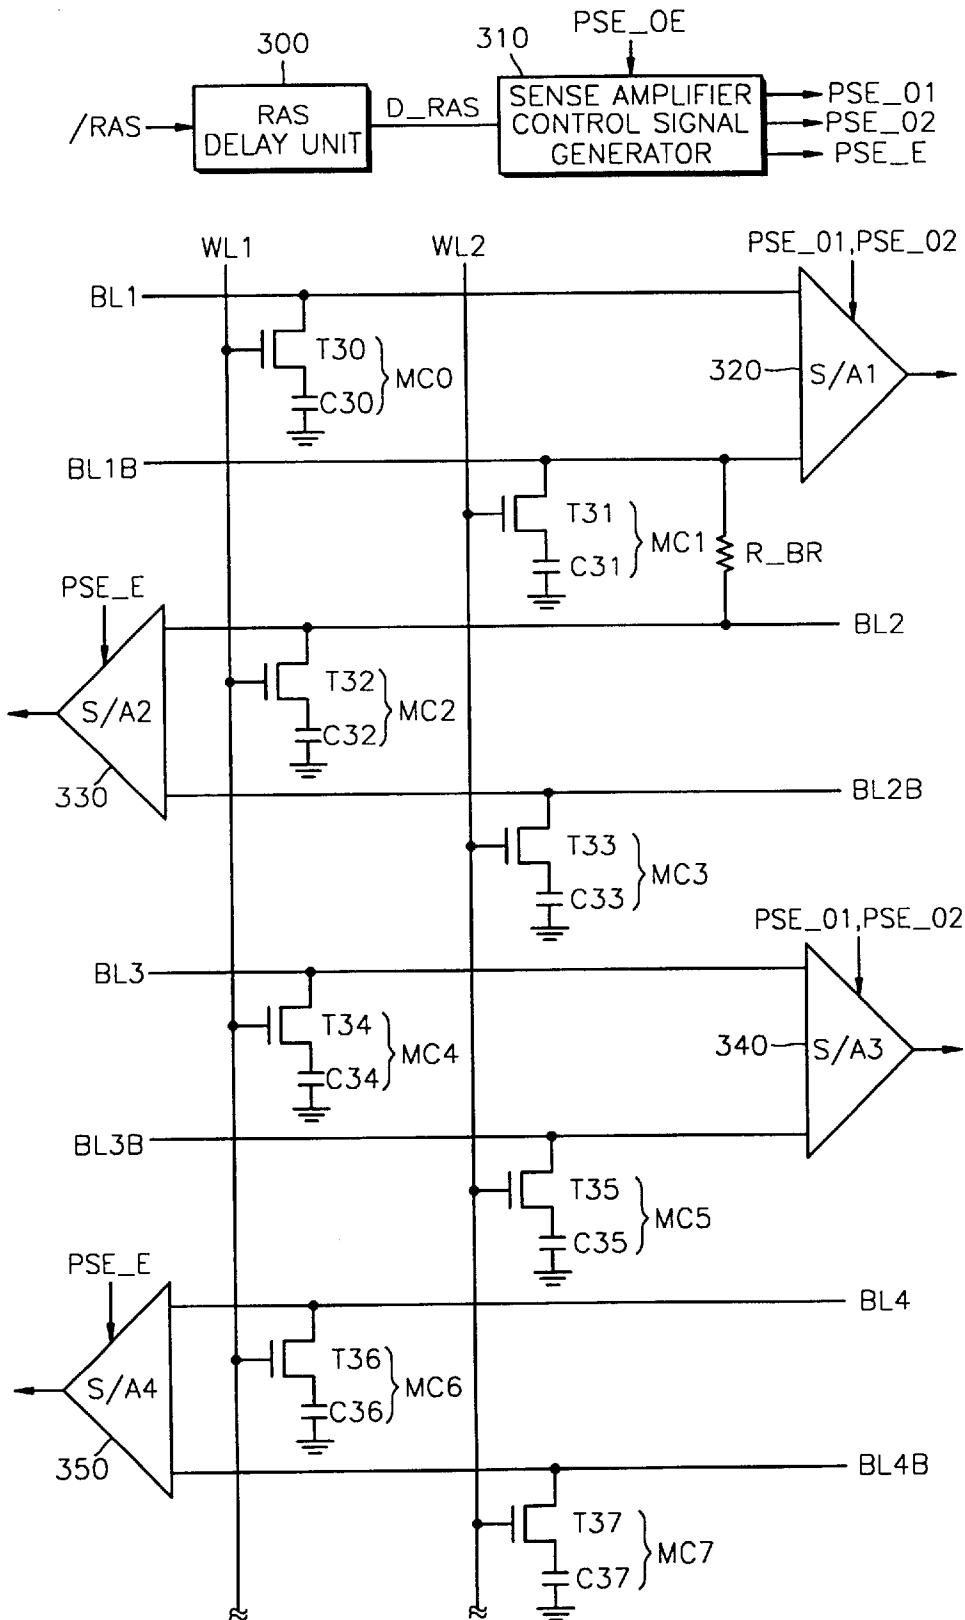 PSE_OE
300
310
/RAS
RAS
DELAY UNIT
D_RAS
SENSE AMPLIFIER
CONTROL SIGNAL
GENERATOR
PSE_01
PSE_02
PSE_E
WL1
WL2
PSE_01,PSE_02
BL1
T30
C30
MC0
320
S/A1
BL1B
T31
C31
MC1
R_BR
PSE_E
BL2
S/A2
T32
C32
MC2
330
BL2B
T33
C33
MC3
PSE_01,PSE_02
BL3
T34
C34
MC4
340
S/A3
BL3B
T35
C35
MC5
PSE_E
BL4
S/A4
T36
C36
MC6
350
BL4B
T37
C37
MC7